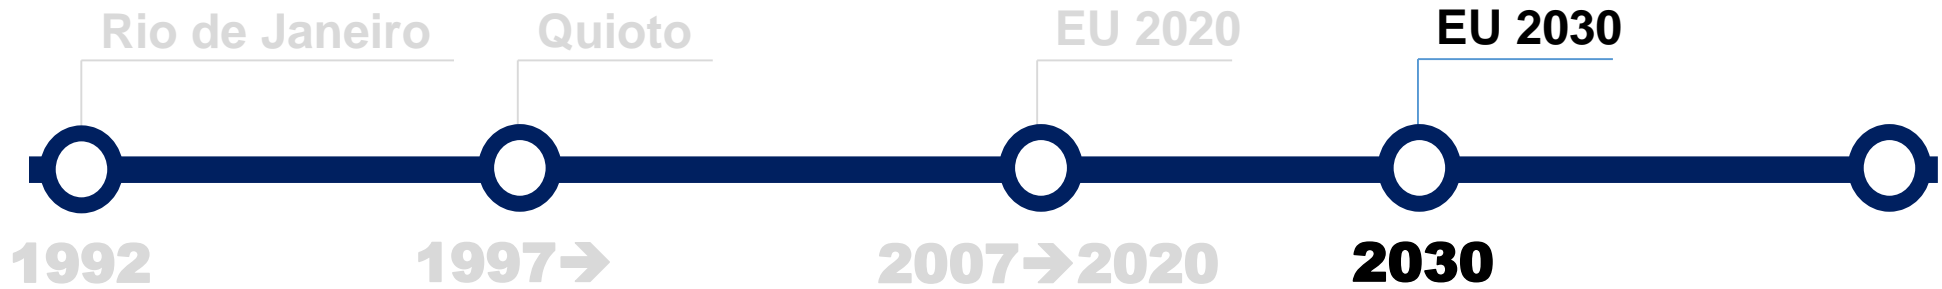 Rio de Janeiro Quioto EU 2020 EU 2030
1992 1997→ 2007→2020 2030